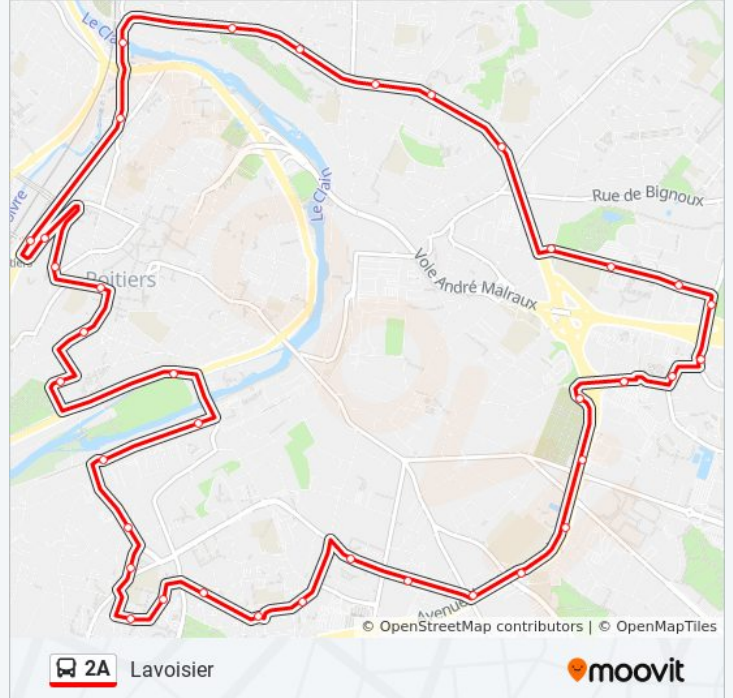 Le Clain
Rue de Bignoux
Le Clain
Poitiers
Voie André Malraux
Avenue
© OpenStreetMap contributors | © OpenMapTiles
2A Lavoisier
moovit